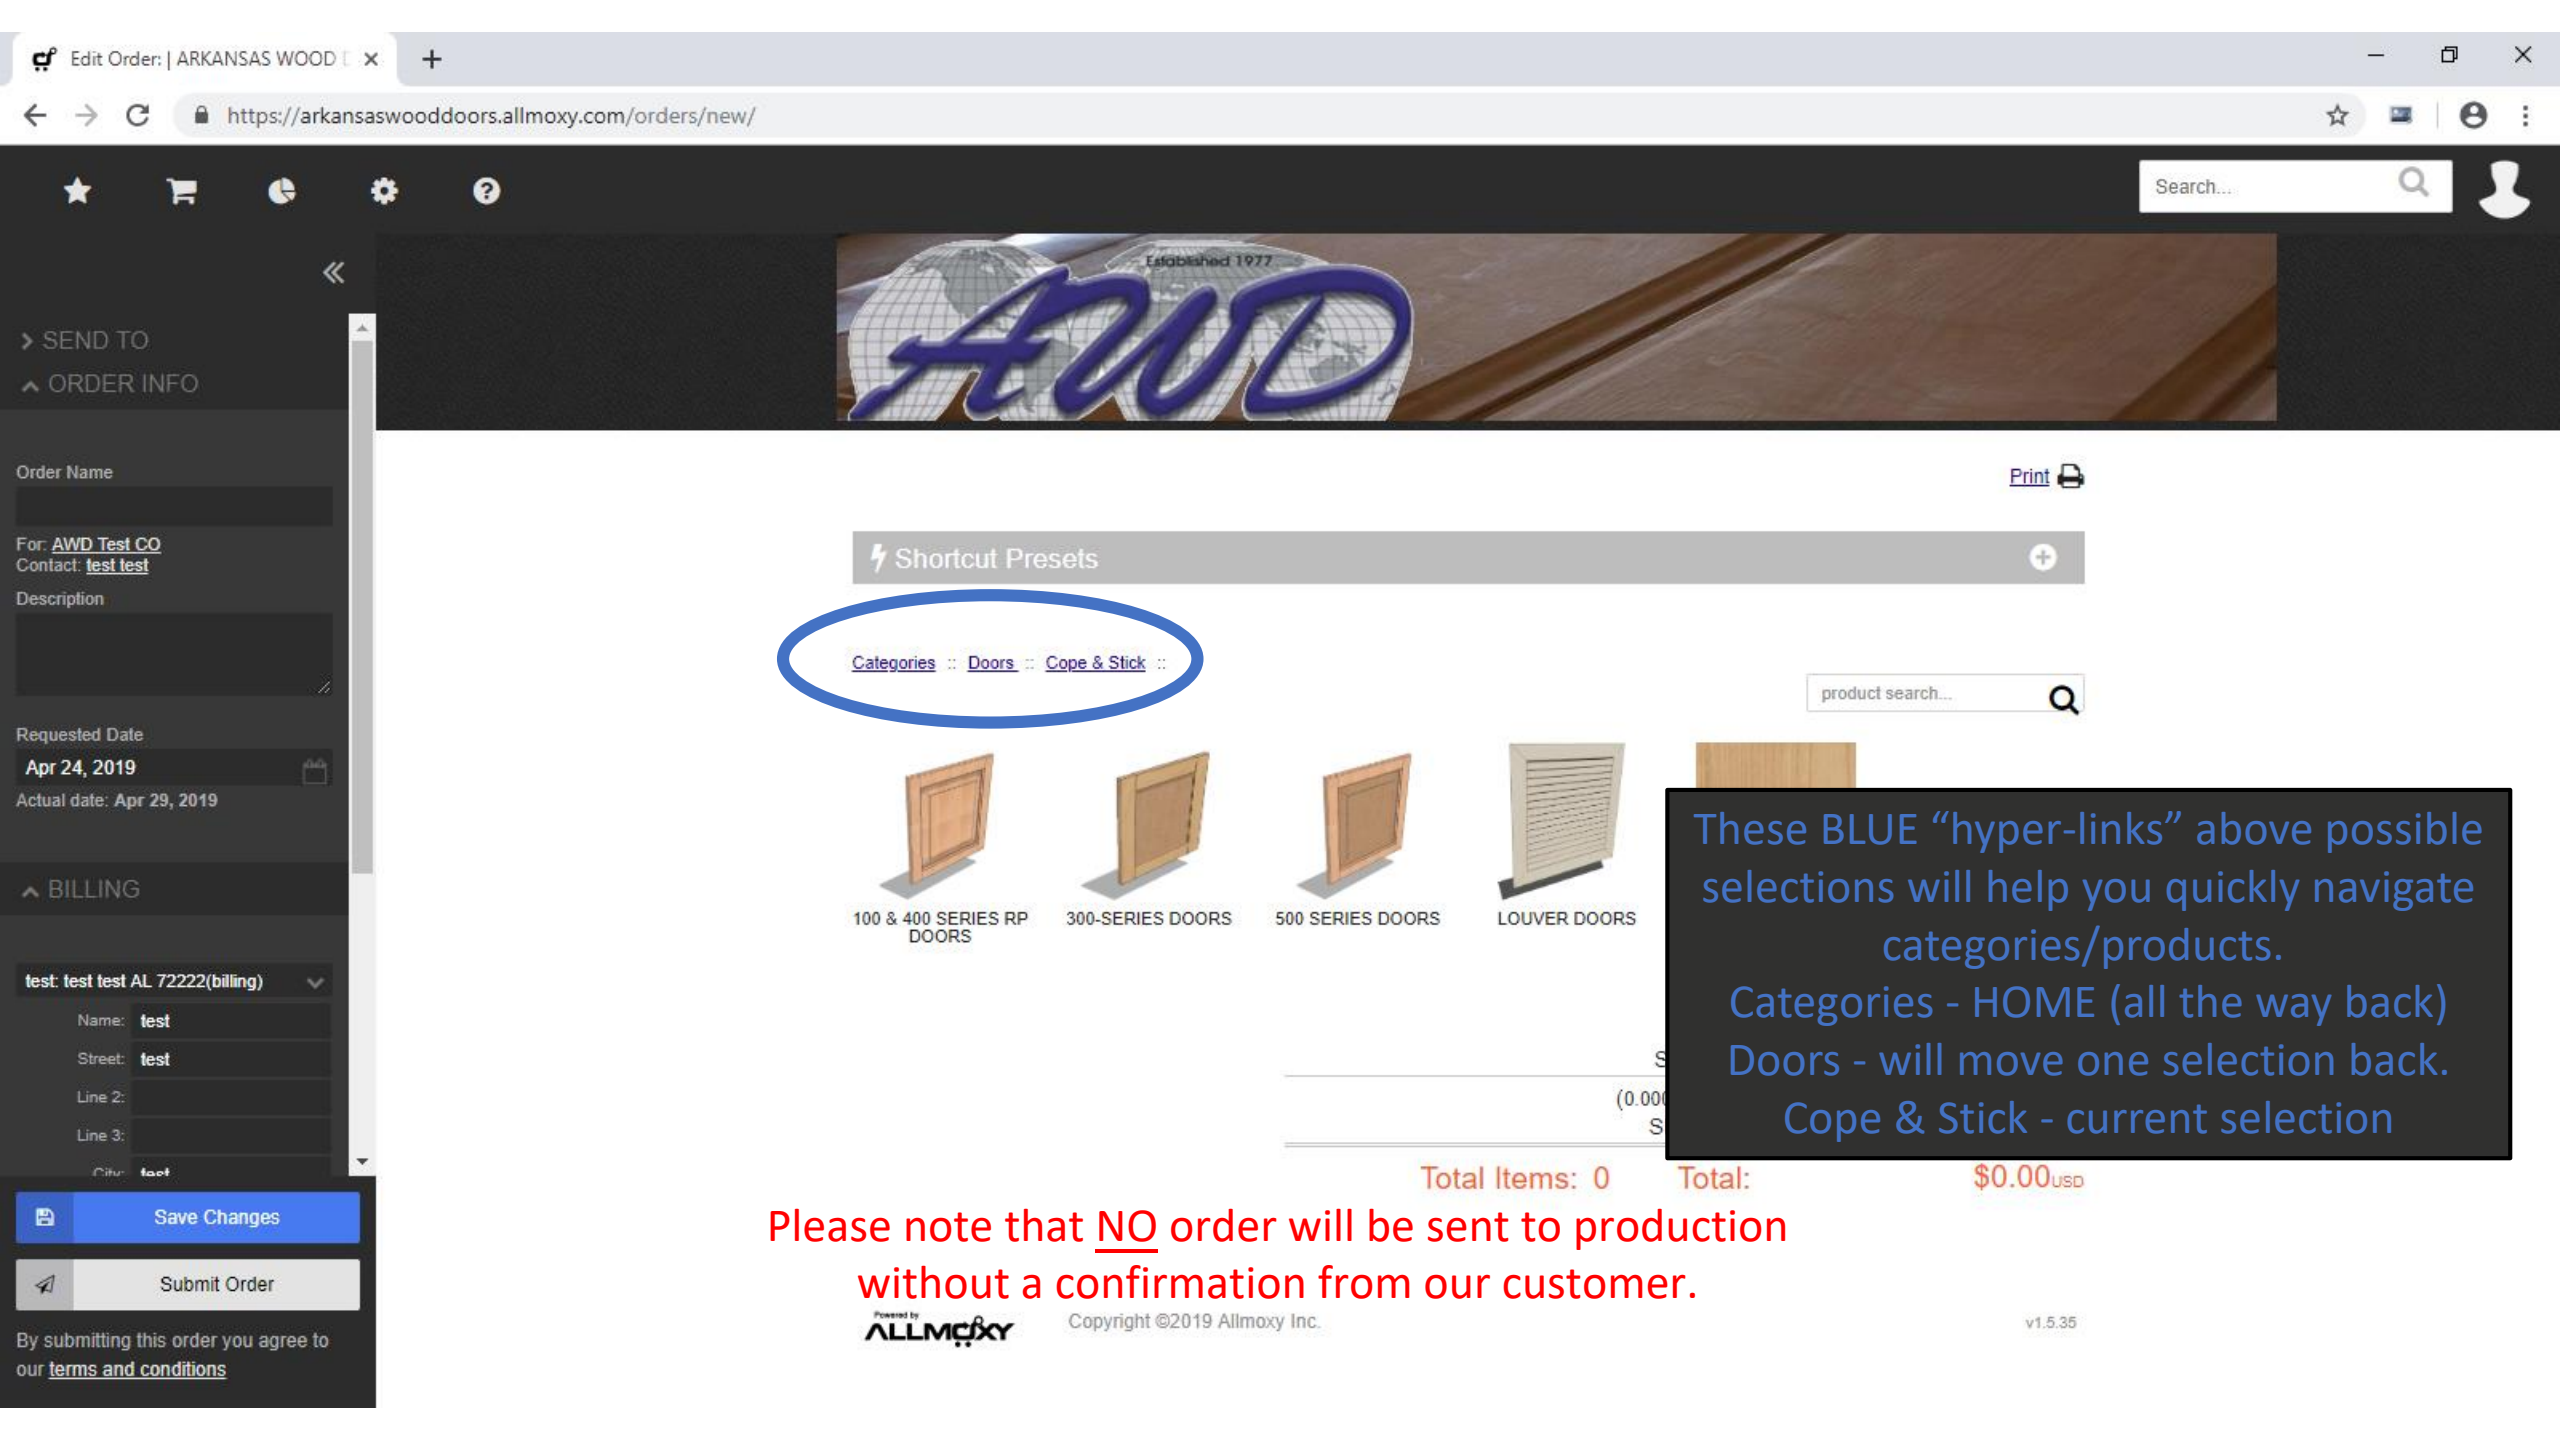 Edit Order: | ARKANSAS WOOD
https://arkansaswooddoors.allmoxy.com/orders/new/
Search...
SEND TO
ORDER INFO
Order Name
For: AWD Test CO
Contact: test test
Description
Requested Date
Apr 24, 2019
Actual date: Apr 29, 2019
BILLING
test: test test AL 72222(billing)
Name: test
Street: test
Line 2:
Line 3:
City: test
Save Changes
Submit Order
By submitting this order you agree to
our terms and conditions
Established 1977
AWD
Print
Shortcut Presets
Categories :: Doors :: Cope & Stick ::
product search...
100 & 400 SERIES RP
DOORS
300-SERIES DOORS
500 SERIES DOORS
LOUVER DOORS
These BLUE “hyper-links” above possible
selections will help you quickly navigate
categories/products.
Categories - HOME (all the way back)
Doors - will move one selection back.
Cope & Stick - current selection
Total Items: 0 Total: $0.00USD
Please note that NO order will be sent to production
without a confirmation from our customer.
Powered by
ALLMOXY
Copyright ©2019 Allmoxy Inc.
v1.5.35